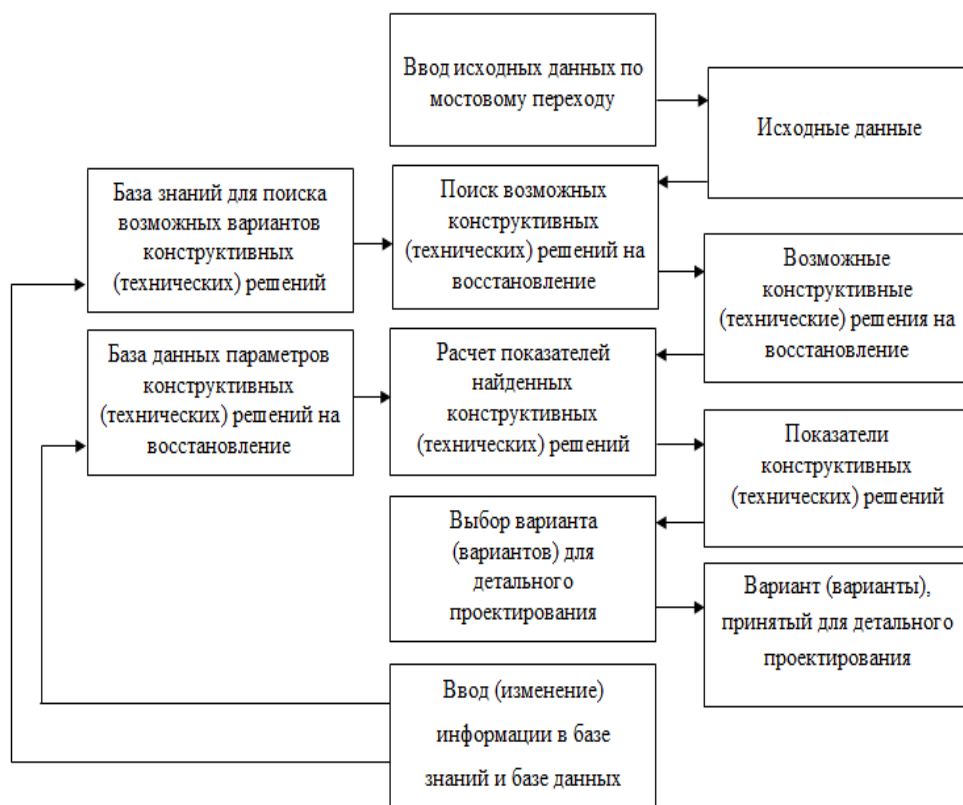 Ввод исходных данных по
мостовому переходу
Исходные данные
База знаний для поиска
возможных вариантов
конструктивных
(технических) решений
Поиск возможных
конструктивных
(технических) решений на
восстановление
Возможные
конструктивные
(технические) решения на
восстановление
База данных параметров
конструктивных
(технических) решений на
восстановление
Расчет показателей
найденных
конструктивных
(технических) решений
Показатели
конструктивных
(технических) решений
Выбор варианта
(вариантов) для
детального
проектирования
Вариант (варианты),
принятый для детального
проектирования
Ввод (изменение)
информации в базе
знаний и базе данных